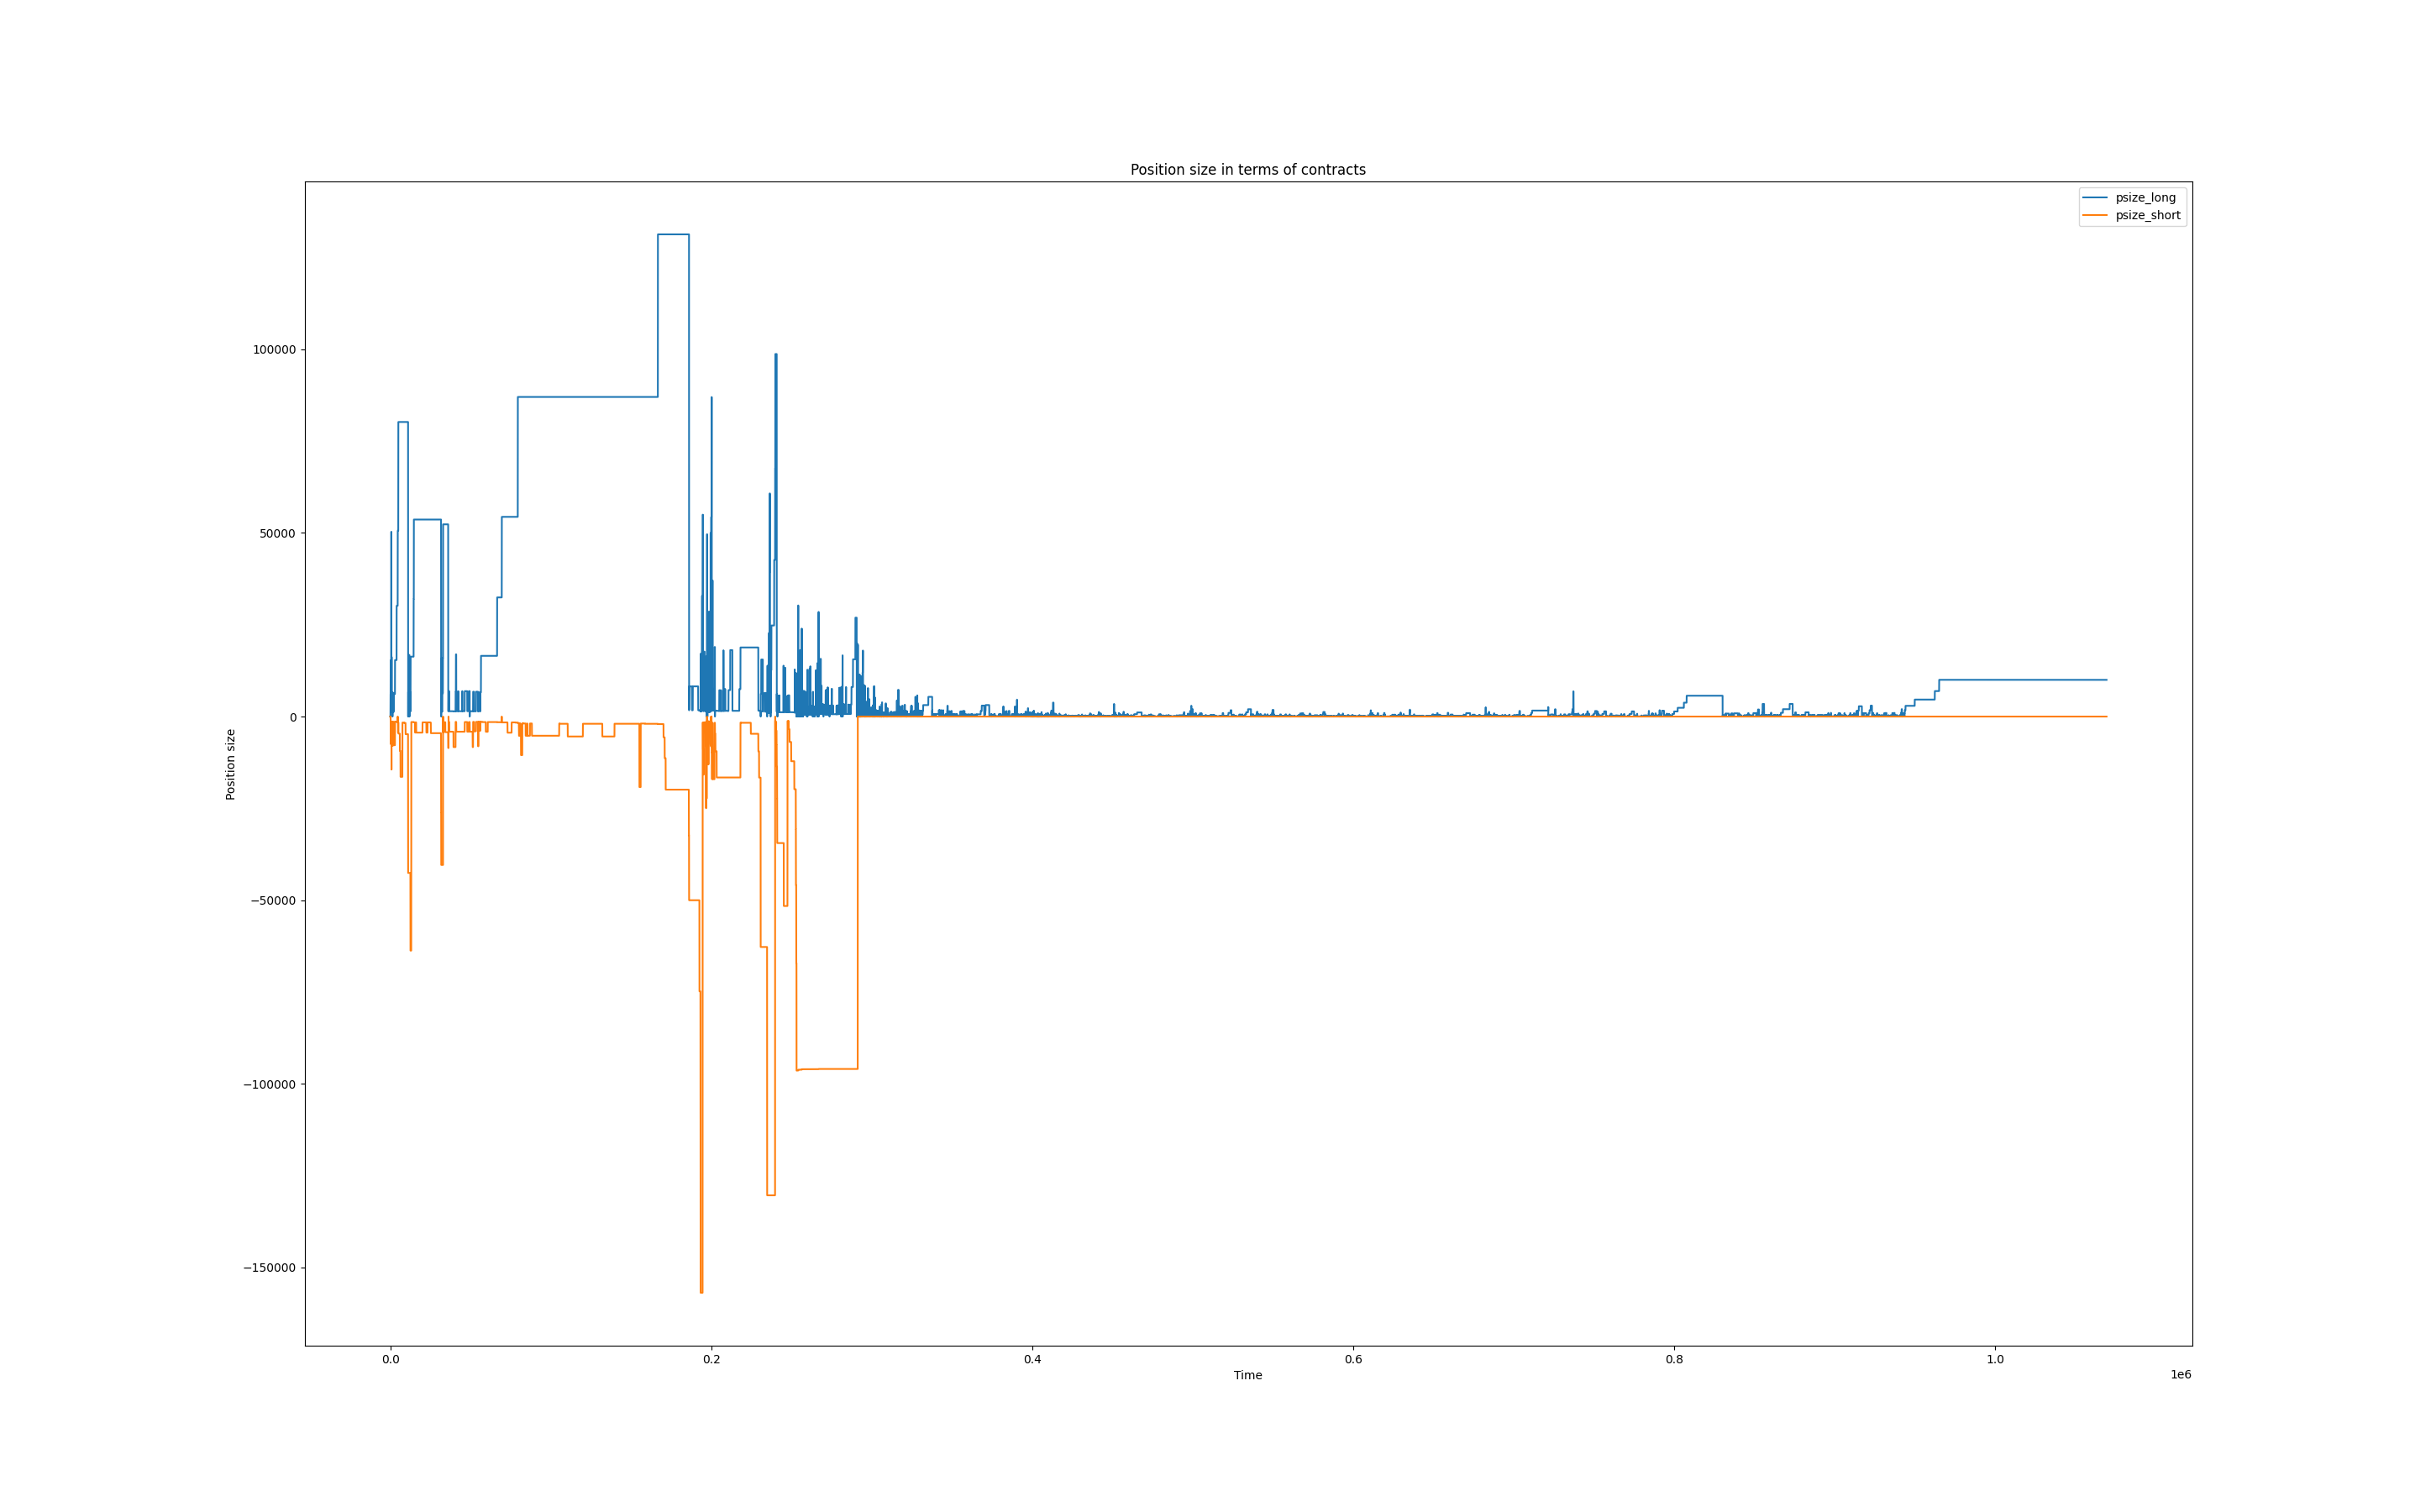 Position size in terms of contracts
psize_long
psize_short
Position size
100000
50000
0
−50000
−100000
−150000
0.0
0.2
0.4
0.6
0.8
1.0
1e6
Time